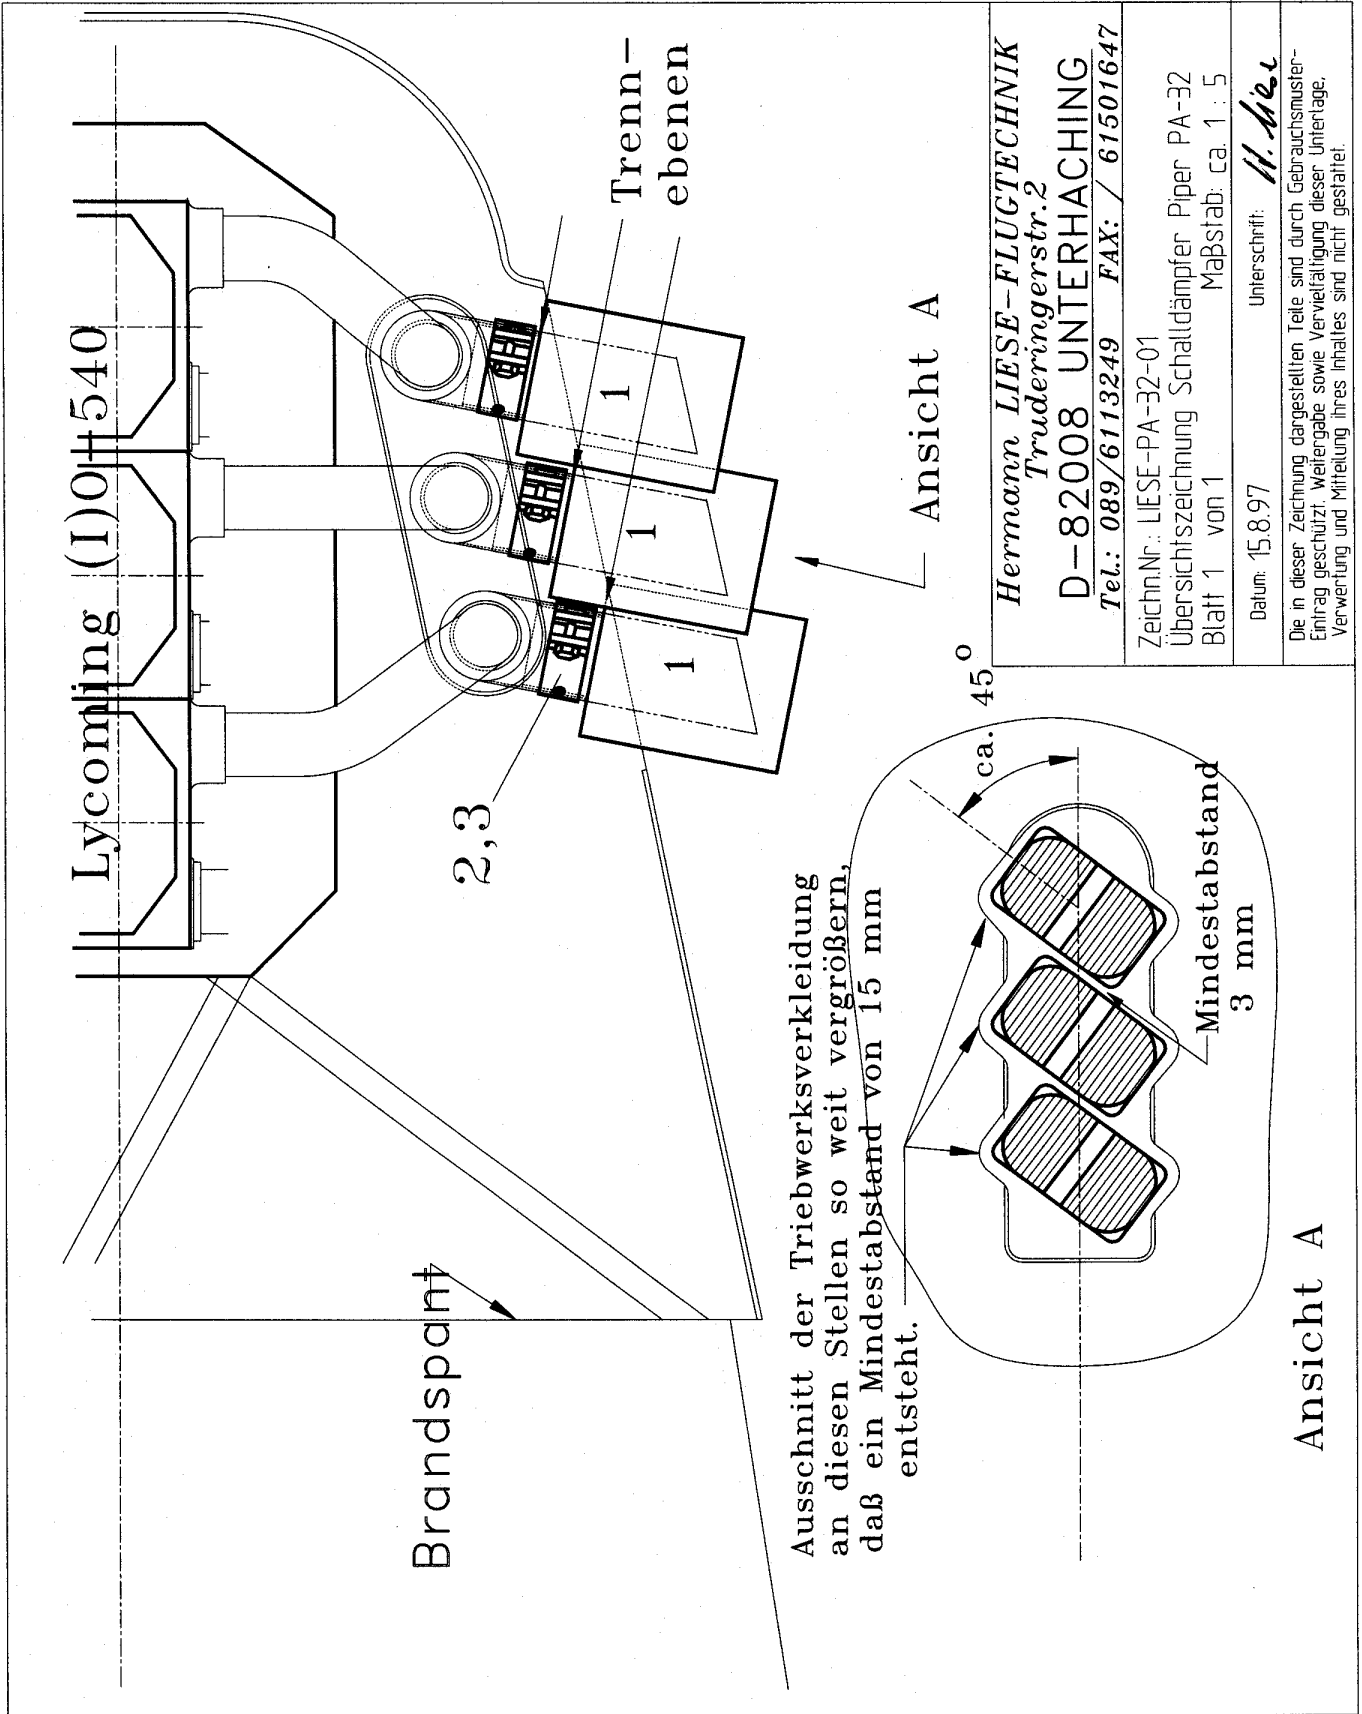 Lycoming (I)O-540
Trenn-
ebenen
1
1
1
2,3
Brandspant
Ansicht A
Ausschnitt der Triebwerksverkleidung
an diesen Stellen so weit vergrößern,
daß ein Mindestabstand von 15 mm
entsteht.
ca. 45°
Mindestabstand
3 mm
Ansicht A
Hermann LIESE-FLUGTECHNIK
Truderingerstr.2
D-82008 UNTERHACHING
Tel.: 089/6113249 FAX: / 61501647
Zeichn.Nr.: LIESE-PA-32-01
Übersichtszeichnung Schalldämpfer Piper PA-32
Blatt 1 von 1 Maßstab: ca. 1 : 5
Datum: 15.8.97 Unterschrift:
Die in dieser Zeichnung dargestellten Teile sind durch Gebrauchsmuster-
Eintrag geschützt. Weitergabe sowie Vervielfältigung dieser Unterlage,
Verwertung und Mitteilung ihres Inhaltes sind nicht gestattet.